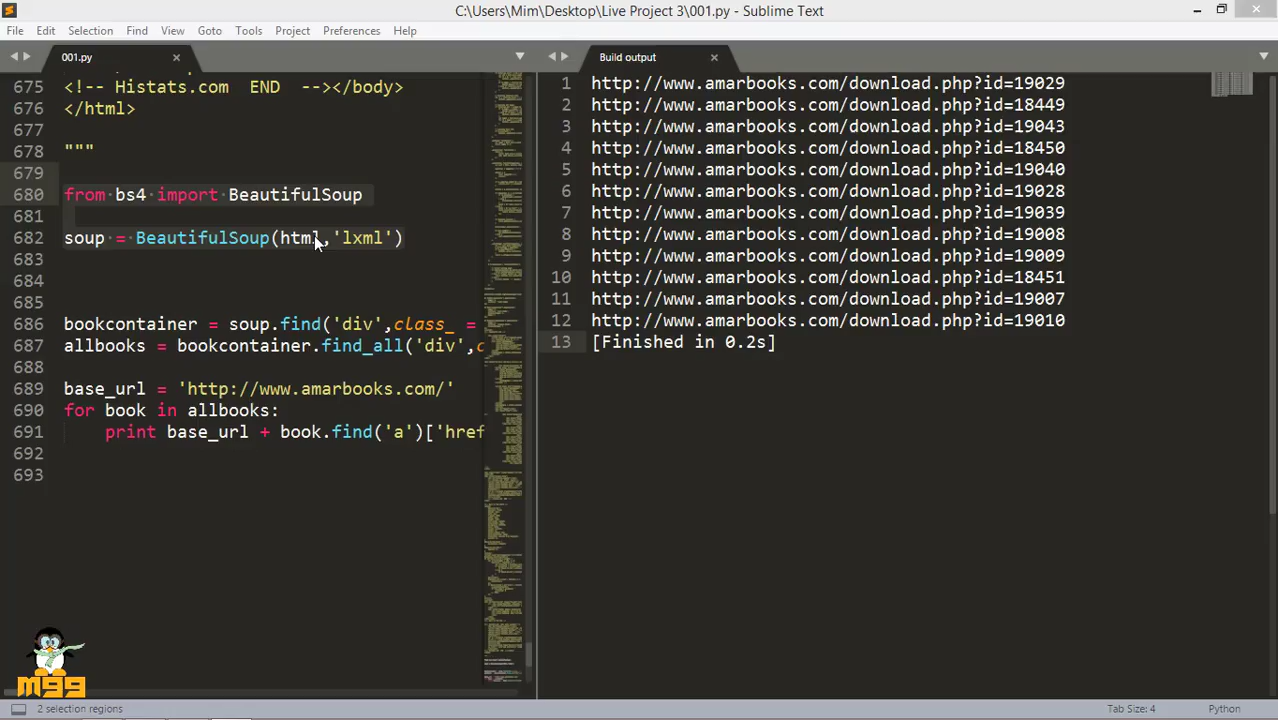 C:\Users\Mim\Desktop\Live Project 3\001.py - Sublime Text
File Edit Selection Find View Goto Tools Project Preferences Help
001.py
675 <!-- Histats.com  END  --></body>
676 </html>
677
678 """
679
680 from bs4 import BeautifulSoup
681
682 soup = BeautifulSoup(html,'lxml')
683
684
685
686 bookcontainer = soup.find('div',class_ =
687 allbooks = bookcontainer.find_all('div',c
688
689 base_url = 'http://www.amarbooks.com/'
690 for book in allbooks:
691 print base_url + book.find('a')['href
692
693
Build output
1 http://www.amarbooks.com/download.php?id=19029
2 http://www.amarbooks.com/download.php?id=18449
3 http://www.amarbooks.com/download.php?id=19043
4 http://www.amarbooks.com/download.php?id=18450
5 http://www.amarbooks.com/download.php?id=19040
6 http://www.amarbooks.com/download.php?id=19028
7 http://www.amarbooks.com/download.php?id=19039
8 http://www.amarbooks.com/download.php?id=19008
9 http://www.amarbooks.com/download.php?id=19009
10 http://www.amarbooks.com/download.php?id=18451
11 http://www.amarbooks.com/download.php?id=19007
12 http://www.amarbooks.com/download.php?id=19010
13 [Finished in 0.2s]
m99
2 selection regions
Tab Size: 4
Python